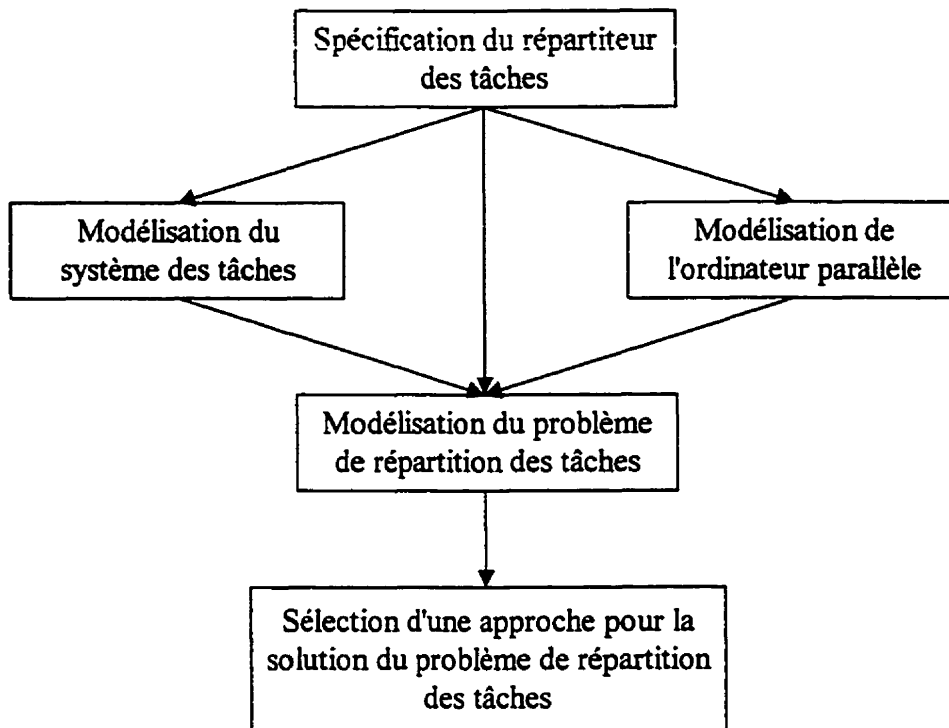 Spécification du répartiteur
des tâches
Modélisation du
système des tâches
Modélisation de
l'ordinateur parallèle
Modélisation du problème
de répartition des tâches
Sélection d'une approche pour la
solution du problème de répartition
des tâches